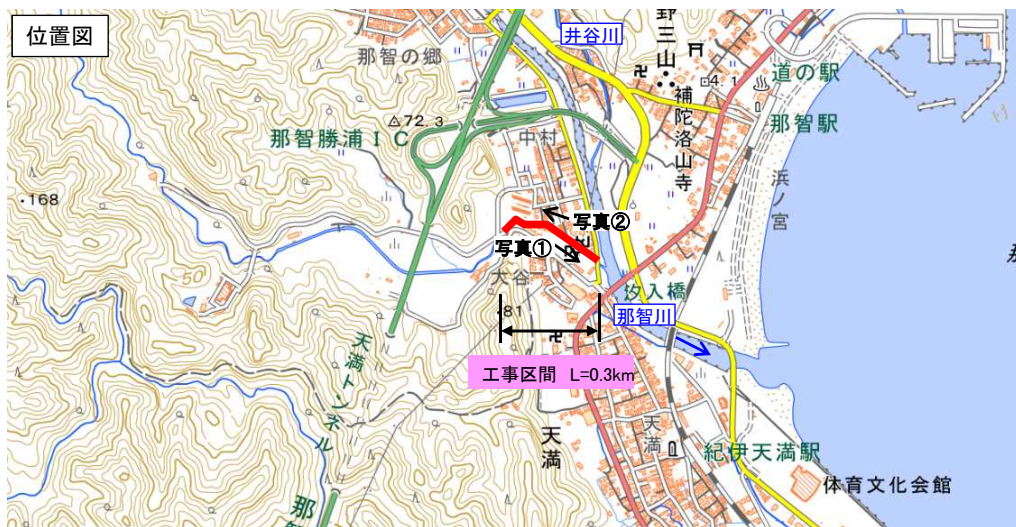 位置図
井谷川
野三山
補陀洛山寺
4.1
那智の郷
道の駅
那智駅
72.3
那智勝浦IC
中村
浜ノ宮
・168
写真②
写真①
50
大谷
汐入橋
・81
那智川
工事区間 L=0.3km
天満トンネル
天満
天満
紀伊天満駅
体育文化会館
那